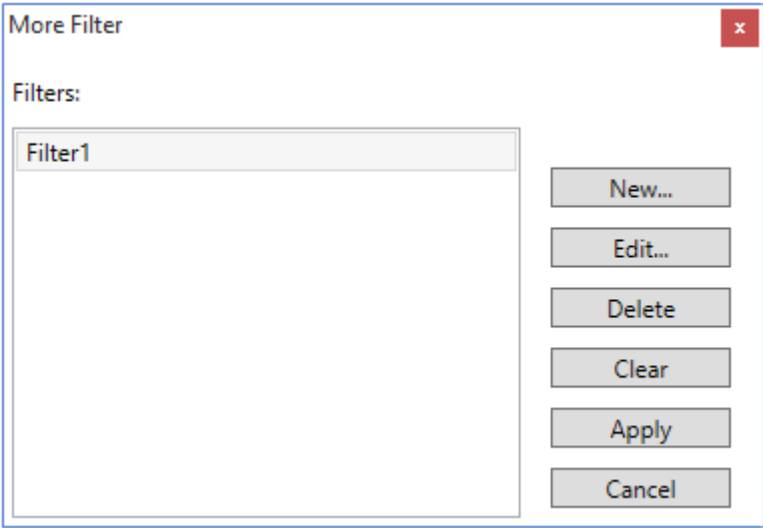 More Filter
x
Filters:
Filter1
New...
Edit...
Delete
Clear
Apply
Cancel